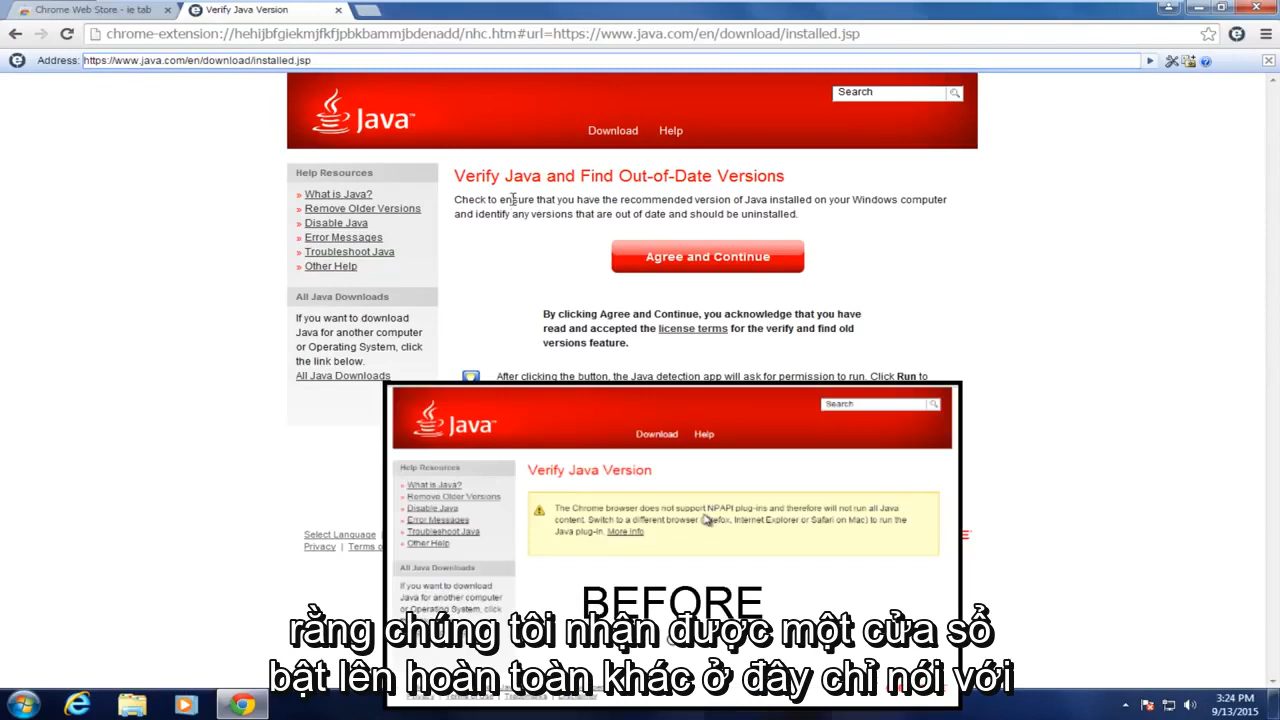 Chrome Web Store - ie tab
Verify Java Version
chrome-extension://hehijbfgiekmjfkfjpbkbammjbdenadd/nhc.htm#url=https://www.java.com/en/download/installed.jsp
Address: https://www.java.com/en/download/installed.jsp
Java™
Search
Download Help
Help Resources
» What is Java?
» Remove Older Versions
» Disable Java
» Error Messages
» Troubleshoot Java
» Other Help
All Java Downloads
If you want to download
Java for another computer
or Operating System, click
the link below.
All Java Downloads
Verify Java and Find Out-of-Date Versions
Check to ensure that you have the recommended version of Java installed on your Windows computer
and identify any versions that are out of date and should be uninstalled.
Agree and Continue
By clicking Agree and Continue, you acknowledge that you have
read and accepted the license terms for the verify and find old
versions feature.
After clicking the button, the Java detection app will ask for permission to run. Click Run to
Select Language
Privacy | Terms o
Java™
Search
Download Help
Help Resources
» What is Java?
» Remove Older Versions
» Disable Java
» Error Messages
» Troubleshoot Java
» Other Help
All Java Downloads
If you want to download
Java for another computer
or Operating System, click
Verify Java Version
The Chrome browser does not support NPAPI plug-ins and therefore will not run all Java
content. Switch to a different browser (Firefox, Internet Explorer or Safari on Mac) to run the
Java plug-in. More info
BEFORE
rằng chúng tôi nhận được một cửa sổ
bật lên hoàn toàn khác ở đây chỉ nói với
3:24 PM
9/13/2015